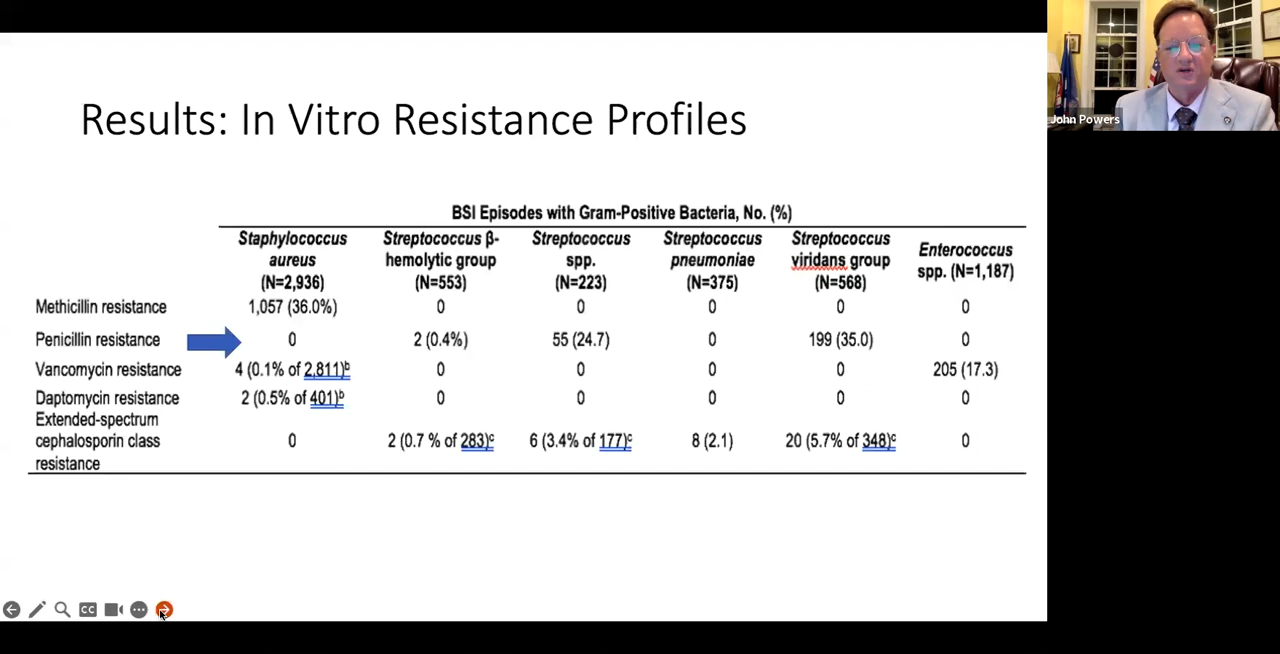 John Powers
Results: In Vitro Resistance Profiles
BSI Episodes with Gram-Positive Bacteria, No. (%)
Staphylococcus aureus (N=2,936)
Streptococcus β-hemolytic group (N=553)
Streptococcus spp. (N=223)
Streptococcus pneumoniae (N=375)
Streptococcus viridans group (N=568)
Enterococcus spp. (N=1,187)
Methicillin resistance 1,057 (36.0%) 0 0 0 0 0
Penicillin resistance 0 2 (0.4%) 55 (24.7) 0 199 (35.0) 0
Vancomycin resistance 4 (0.1% of 2,811)b 0 0 0 0 205 (17.3)
Daptomycin resistance 2 (0.5% of 401)b 0 0 0 0 0
Extended-spectrum
cephalosporin class 0 2 (0.7 % of 283)c 6 (3.4% of 177)c 8 (2.1) 20 (5.7% of 348)c 0
resistance
CC